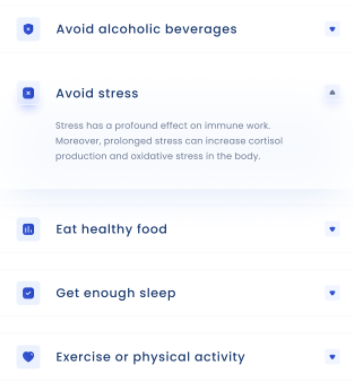 Avoid alcoholic beverages
Avoid stress
Stress has a profound effect on immune work.
Moreover, prolonged stress can increase cortisol
production and oxidative stress in the body.
Eat healthy food
Get enough sleep
Exercise or physical activity